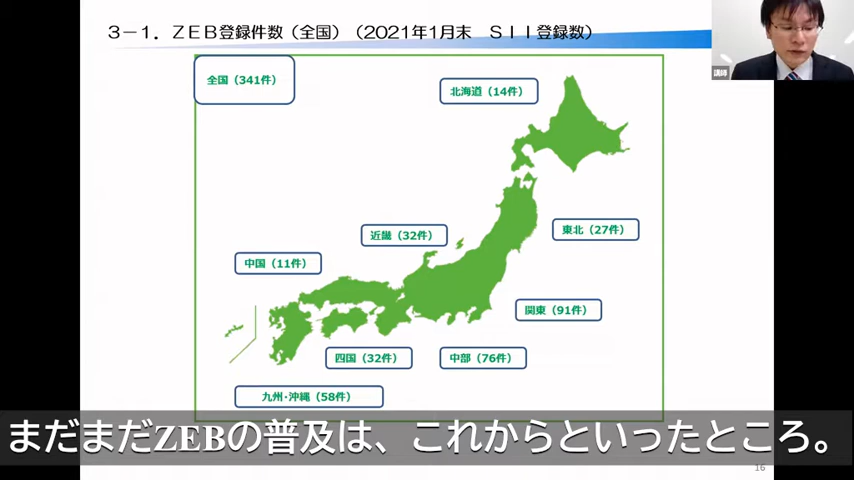 3－1．ＺＥＢ登録件数（全国）（2021年1月末　ＳＩＩ登録数）
講師
全国（341件）
北海道（14件）
近畿（32件）
東北（27件）
中国（11件）
関東（91件）
四国（32件）
中部（76件）
九州・沖縄（58件）
まだまだZEBの普及は、これからといったところ。
16